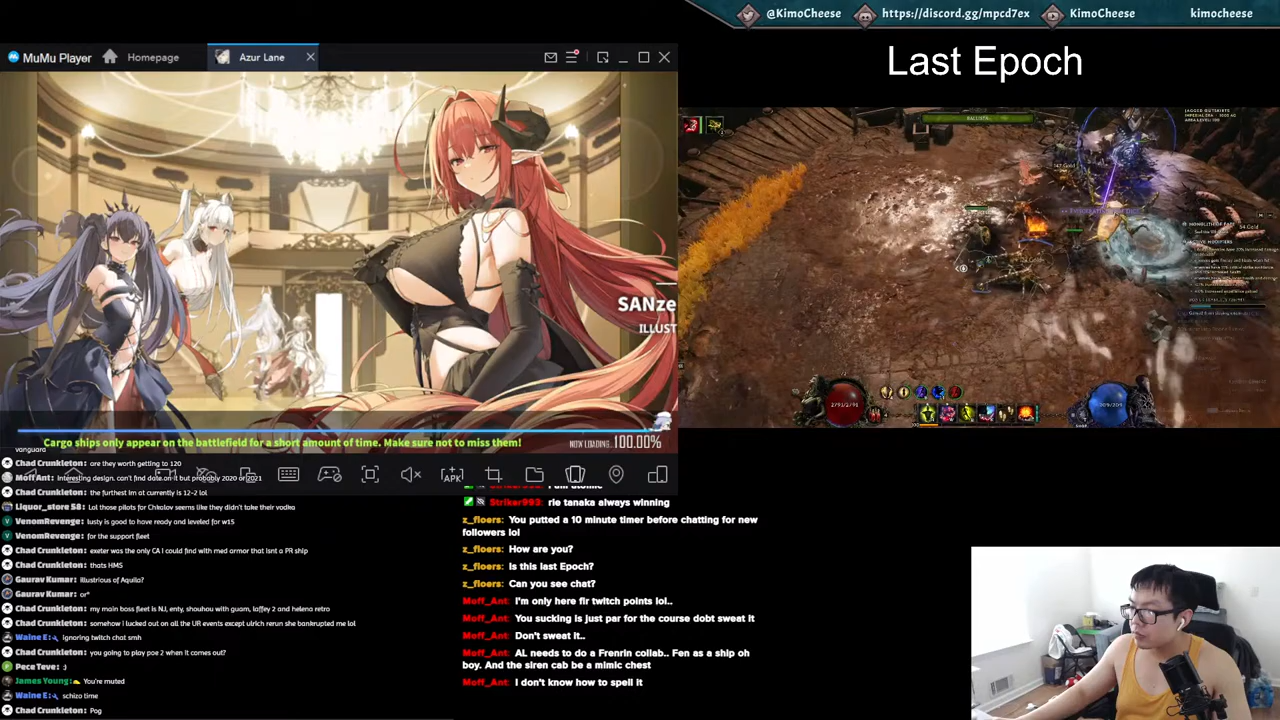 @KimoCheese
https://discord.gg/mpcd7ex
KimoCheese
kimocheese
MuMu Player
Homepage
Azur Lane
Last Epoch
BALLISTA
SANze
ILLUST
Cargo ships only appear on the battlefield for a short amount of time. Make sure not to missing them!
NOW LOADING 100.00%
vanguard
Chad Crunkleton: are they worth getting to 120
Moff Ant: Interesting design, can't find date on it but probably 2020 or 2021
Chad Crunkleton: the furthest im at currently is 12-2 lol
Liquor_store 58: Lol those pilots for Chkalov seems like they didn't take their vodka
VenomRevenge: lusty is good to have ready and leveled for w15
VenomRevenge: for the support fleet
Chad Crunkleton: exeter was the only CA I could find with med armor that isnt a PR ship
Chad Crunkleton: thats HMS
Gaurav Kumar: Illustrious of Aquila?
Gaurav Kumar: or*
Chad Crunkleton: my main boss fleet is NJ, enty, shouhou with guam, laffey 2 and helena retro
Chad Crunkleton: somehow i lucked out on all the UR events except ulrich rerun she bankrupted me lol
Waine E: ignoring twitch chat smh
Chad Crunkleton: you going to play poe 2 when it comes out?
Pece Teve: :)
James Young: You're muted
Waine E: schizo time
Chad Crunkleton: Pog
Strikar993: rie tanaka always winning
z_floers: You putted a 10 minute timer before chatting for new
followers lol
z_floers: How are you?
z_floers: Is this last Epoch?
z_floers: Can you see chat?
Moff_Ant: I'm only here fir twitch points lol..
Moff_Ant: You sucking is just par for the course dobt sweat it
Moff_Ant: Don't sweat it..
Moff_Ant: AL needs to do a Frenrin collab.. Fen as a ship oh
boy. And the siren cab be a mimic chest
Moff_Ant: I don't know how to spell it